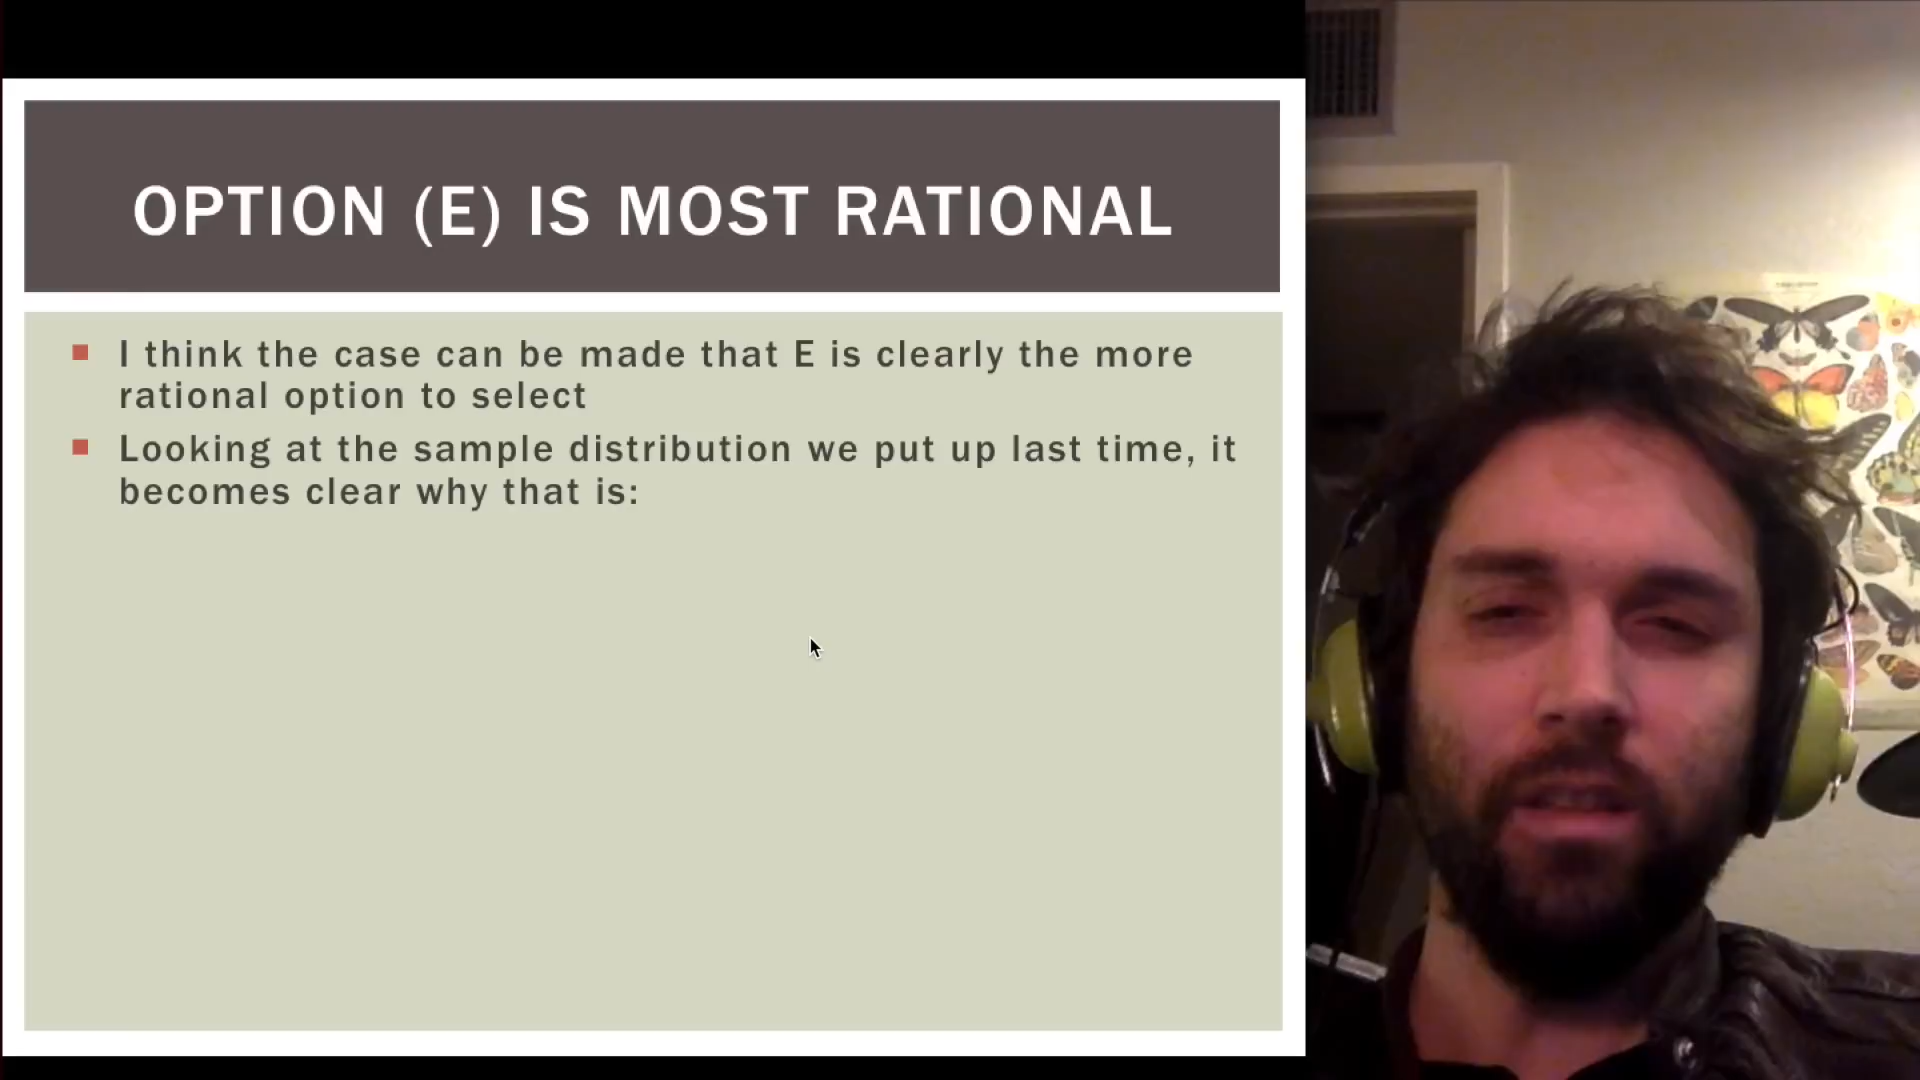 OPTION (E) IS MOST RATIONAL
I think the case can be made that E is clearly the more
rational option to select
Looking at the sample distribution we put up last time, it
becomes clear why that is: